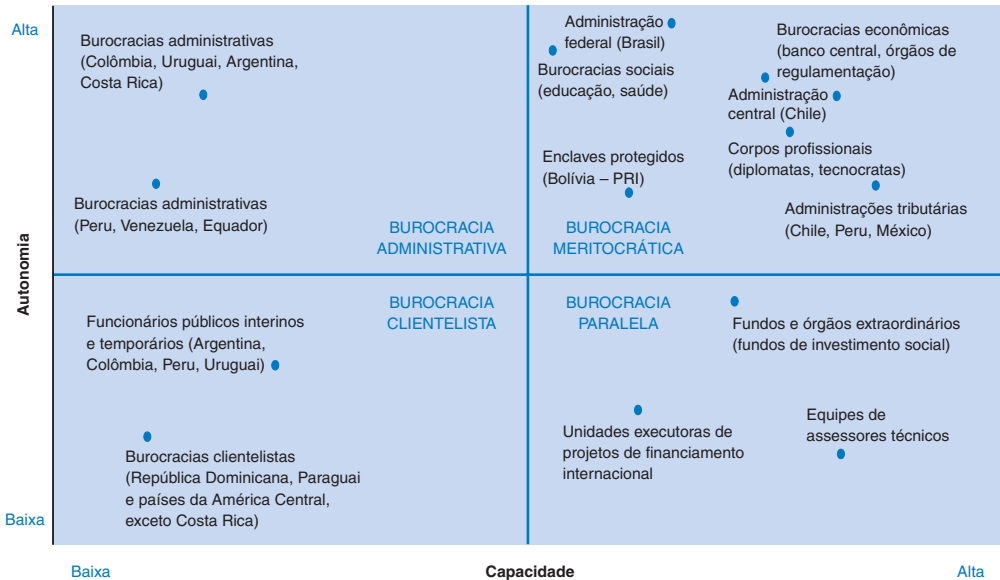 Alta
Burocracias administrativas
(Colômbia, Uruguai, Argentina,
Costa Rica)
Burocracias administrativas
(Peru, Venezuela, Equador)
BUROCRACIA
ADMINISTRATIVA
Administração
federal (Brasil)
Burocracias sociais
(educação, saúde)
Enclaves protegidos
(Bolívia – PRI)
BUROCRACIA
MERITOCRÁTICA
Burocracias econômicas
(banco central, órgãos de
regulamentação)
Administração
central (Chile)
Corpos profissionais
(diplomatas, tecnocratas)
Administrações tributárias
(Chile, Peru, México)
Autonomia
BUROCRACIA
CLIENTELISTA
Funcionários públicos interinos
e temporários (Argentina,
Colômbia, Peru, Uruguai)
Burocracias clientelistas
(República Dominicana, Paraguai
e países da América Central,
exceto Costa Rica)
BUROCRACIA
PARALELA
Fundos e órgãos extraordinários
(fundos de investimento social)
Unidades executoras de
projetos de financiamento
internacional
Equipes de
assessores técnicos
Baixa
Baixa
Capacidade
Alta